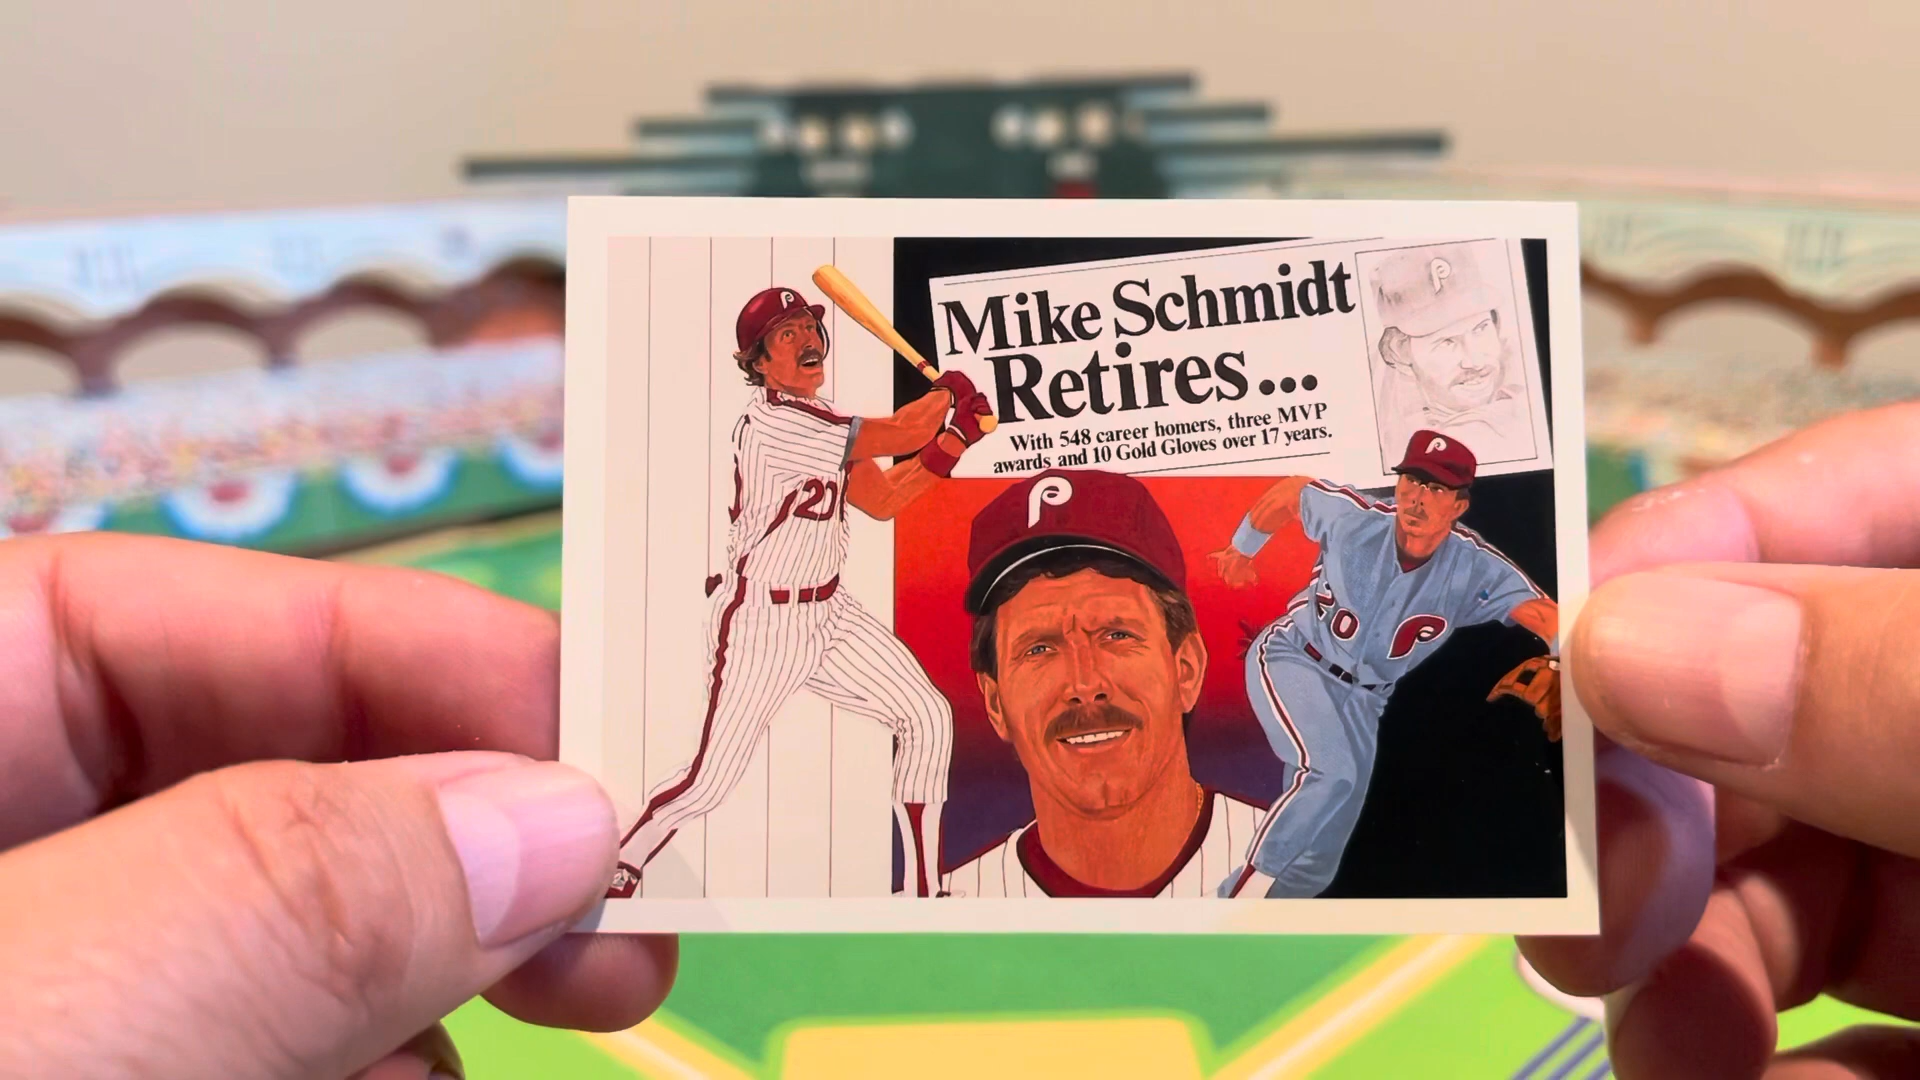 Mike Schmidt
Retires...
With 548 career homers, three MVP
awards and 10 Gold Gloves over 17 years.
P
P
20
P
P
20
P